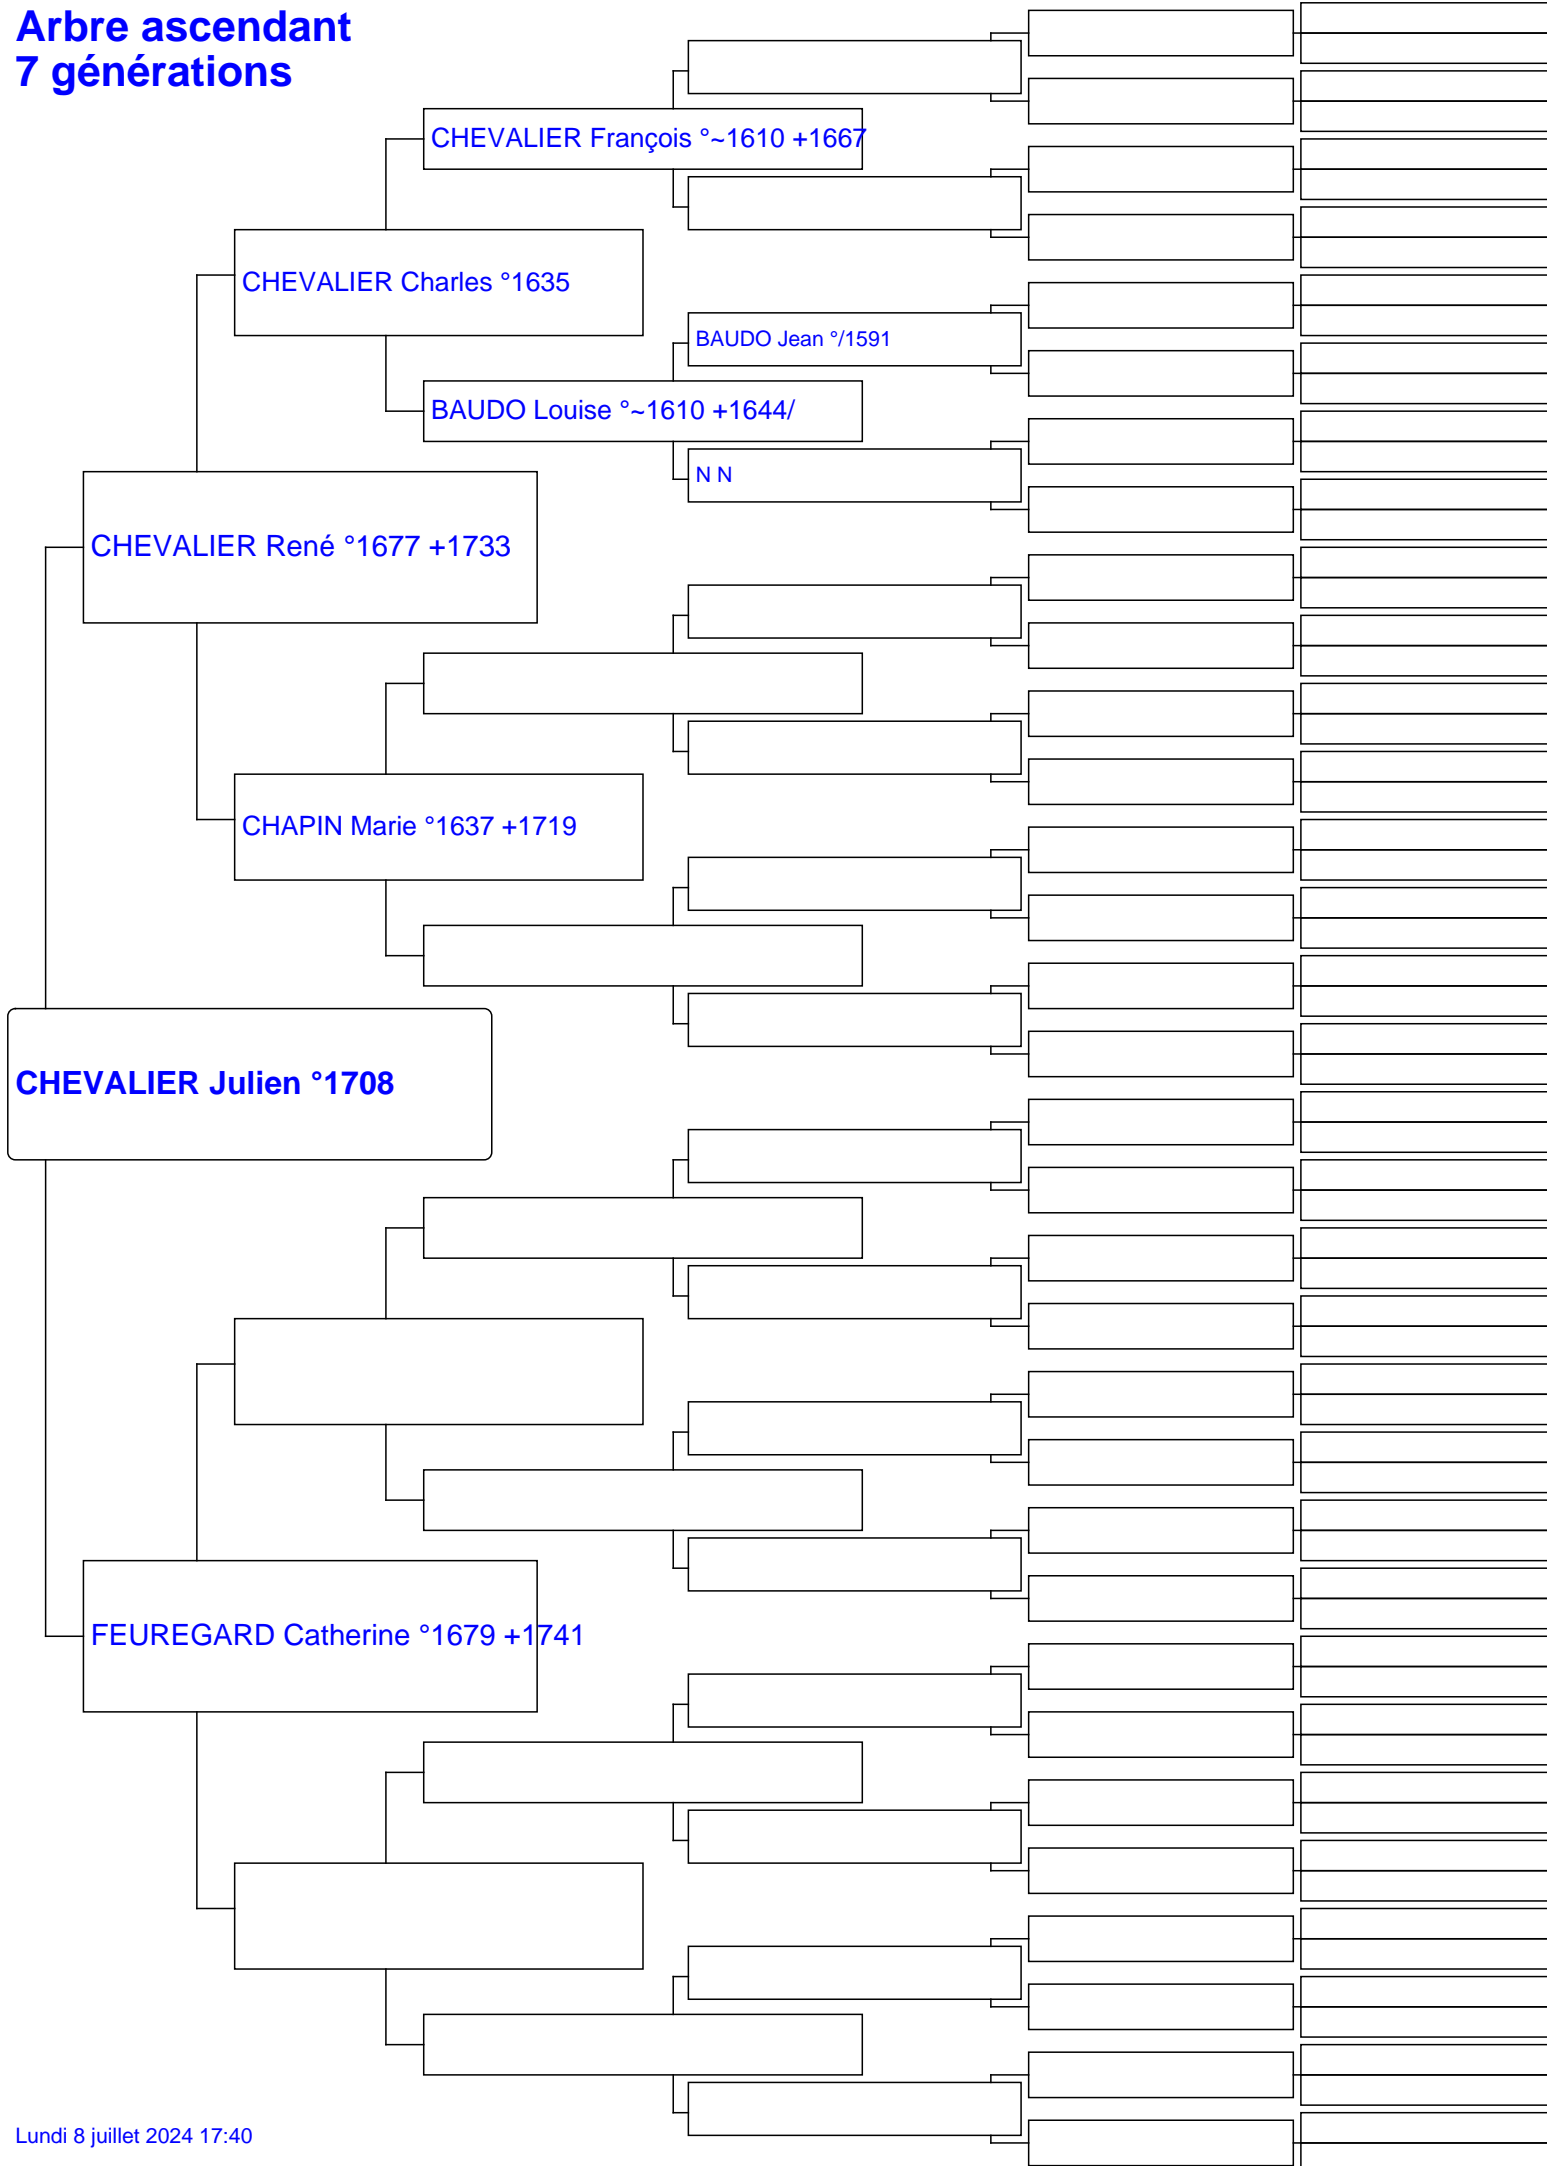 Arbre ascendant
7 générations
CHEVALIER François °~1610 +1667
CHEVALIER Charles °1635
BAUDO Jean °/1591
BAUDO Louise °~1610 +1644/
N N
CHEVALIER René °1677 +1733
CHAPIN Marie °1637 +1719
CHEVALIER Julien °1708
FEUREGARD Catherine °1679 +1741
Lundi 8 juillet 2024 17:40